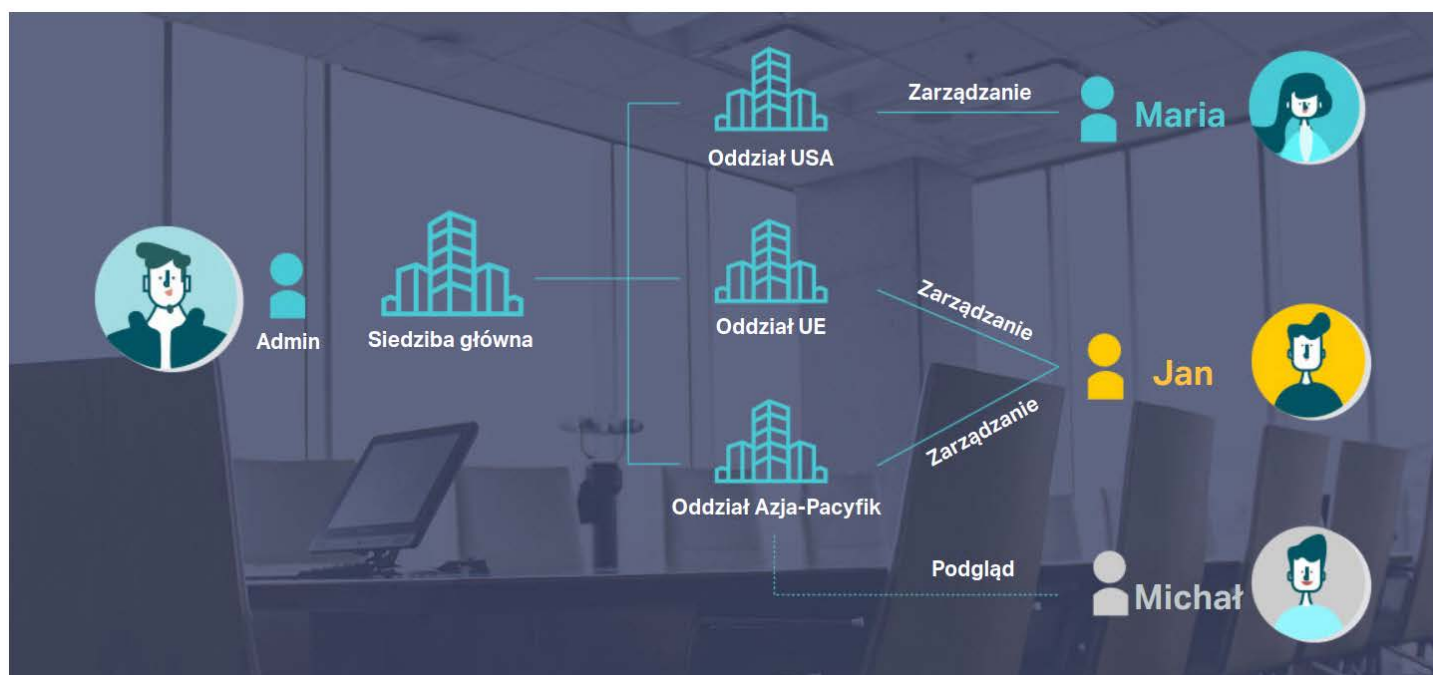 Zarządzanie
Maria
Oddział USA
Admin
Siedziba główna
Oddział UE
Zarządzanie
Jan
Zarządzanie
Oddział Azja-Pacyfik
Podgląd
Michał